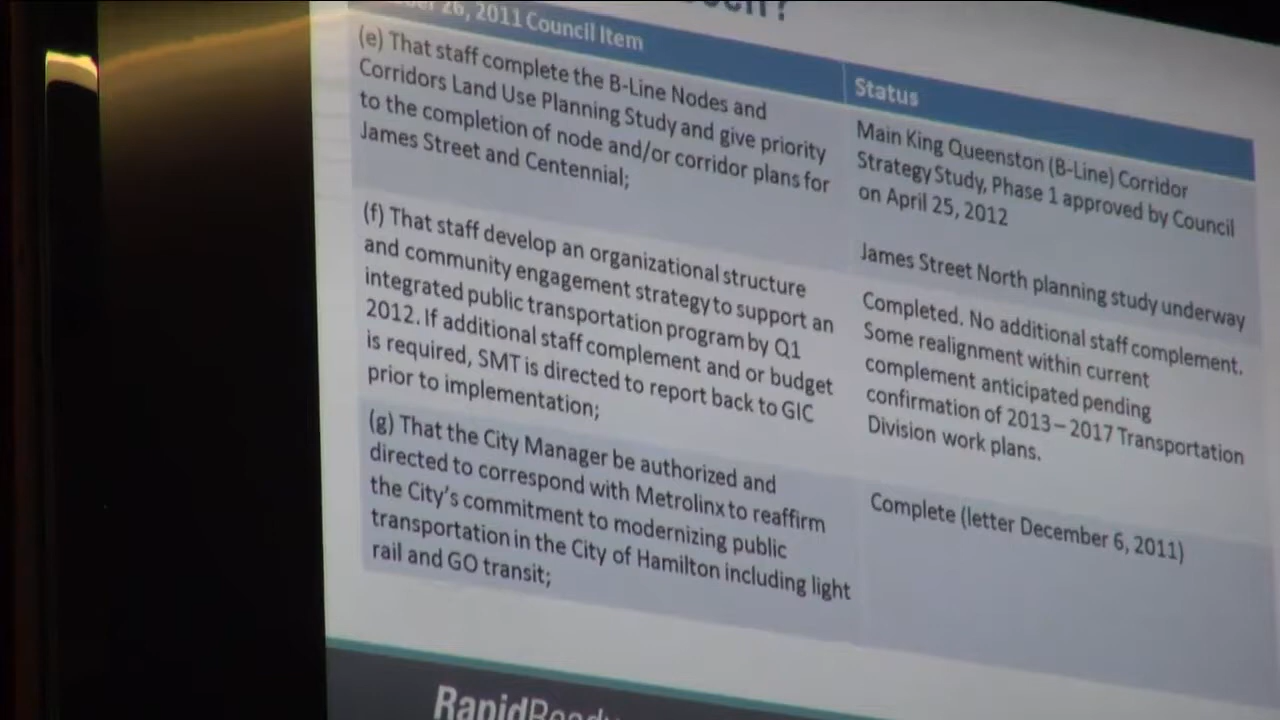 26, 2011 Council Item
Status
(e) That staff complete the B-Line Nodes and
Corridors Land Use Planning Study and give priority
to the completion of node and/or corridor plans for
James Street and Centennial;
Main King Queenston (B-Line) Corridor
Strategy Study, Phase 1 approved by Council
on April 25, 2012
James Street North planning study underway
(f) That staff develop an organizational structure
and community engagement strategy to support an
integrated public transportation program by Q1
2012. If additional staff complement and or budget
is required, SMT is directed to report back to GIC
prior to implementation;
Completed. No additional staff complement.
Some realignment within current
complement anticipated pending
confirmation of 2013 – 2017 Transportation
Division work plans.
(g) That the City Manager be authorized and
directed to correspond with Metrolinx to reaffirm
the City's commitment to modernizing public
transportation in the City of Hamilton including light
rail and GO transit;
Complete (letter December 6, 2011)
RapidReady